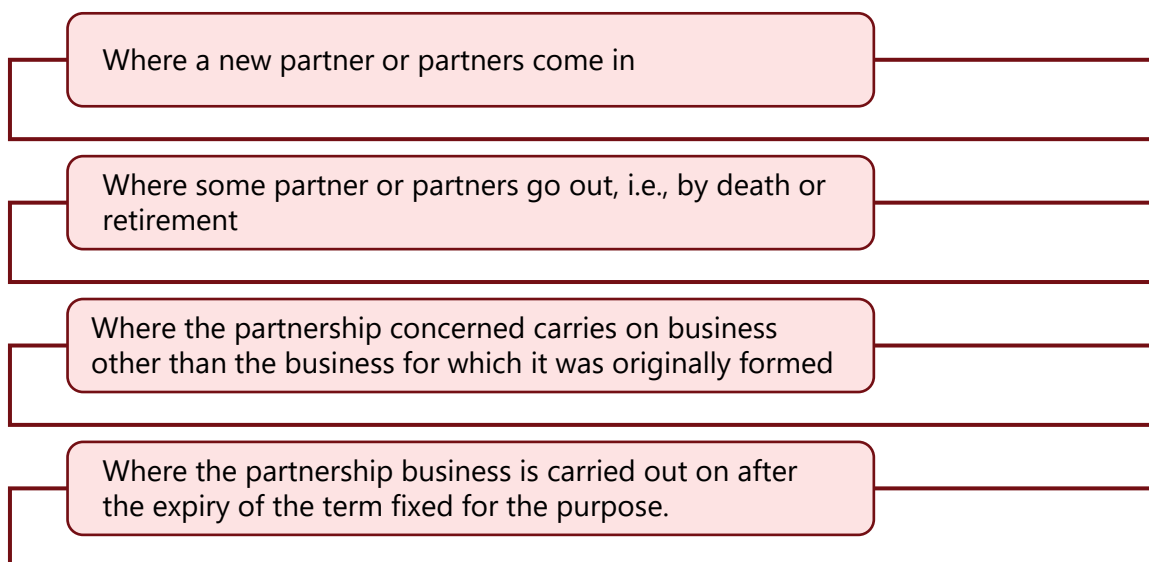 Where a new partner or partners come in
Where some partner or partners go out, i.e., by death or
retirement
Where the partnership concerned carries on business
other than the business for which it was originally formed
Where the partnership business is carried out on after
the expiry of the term fixed for the purpose.